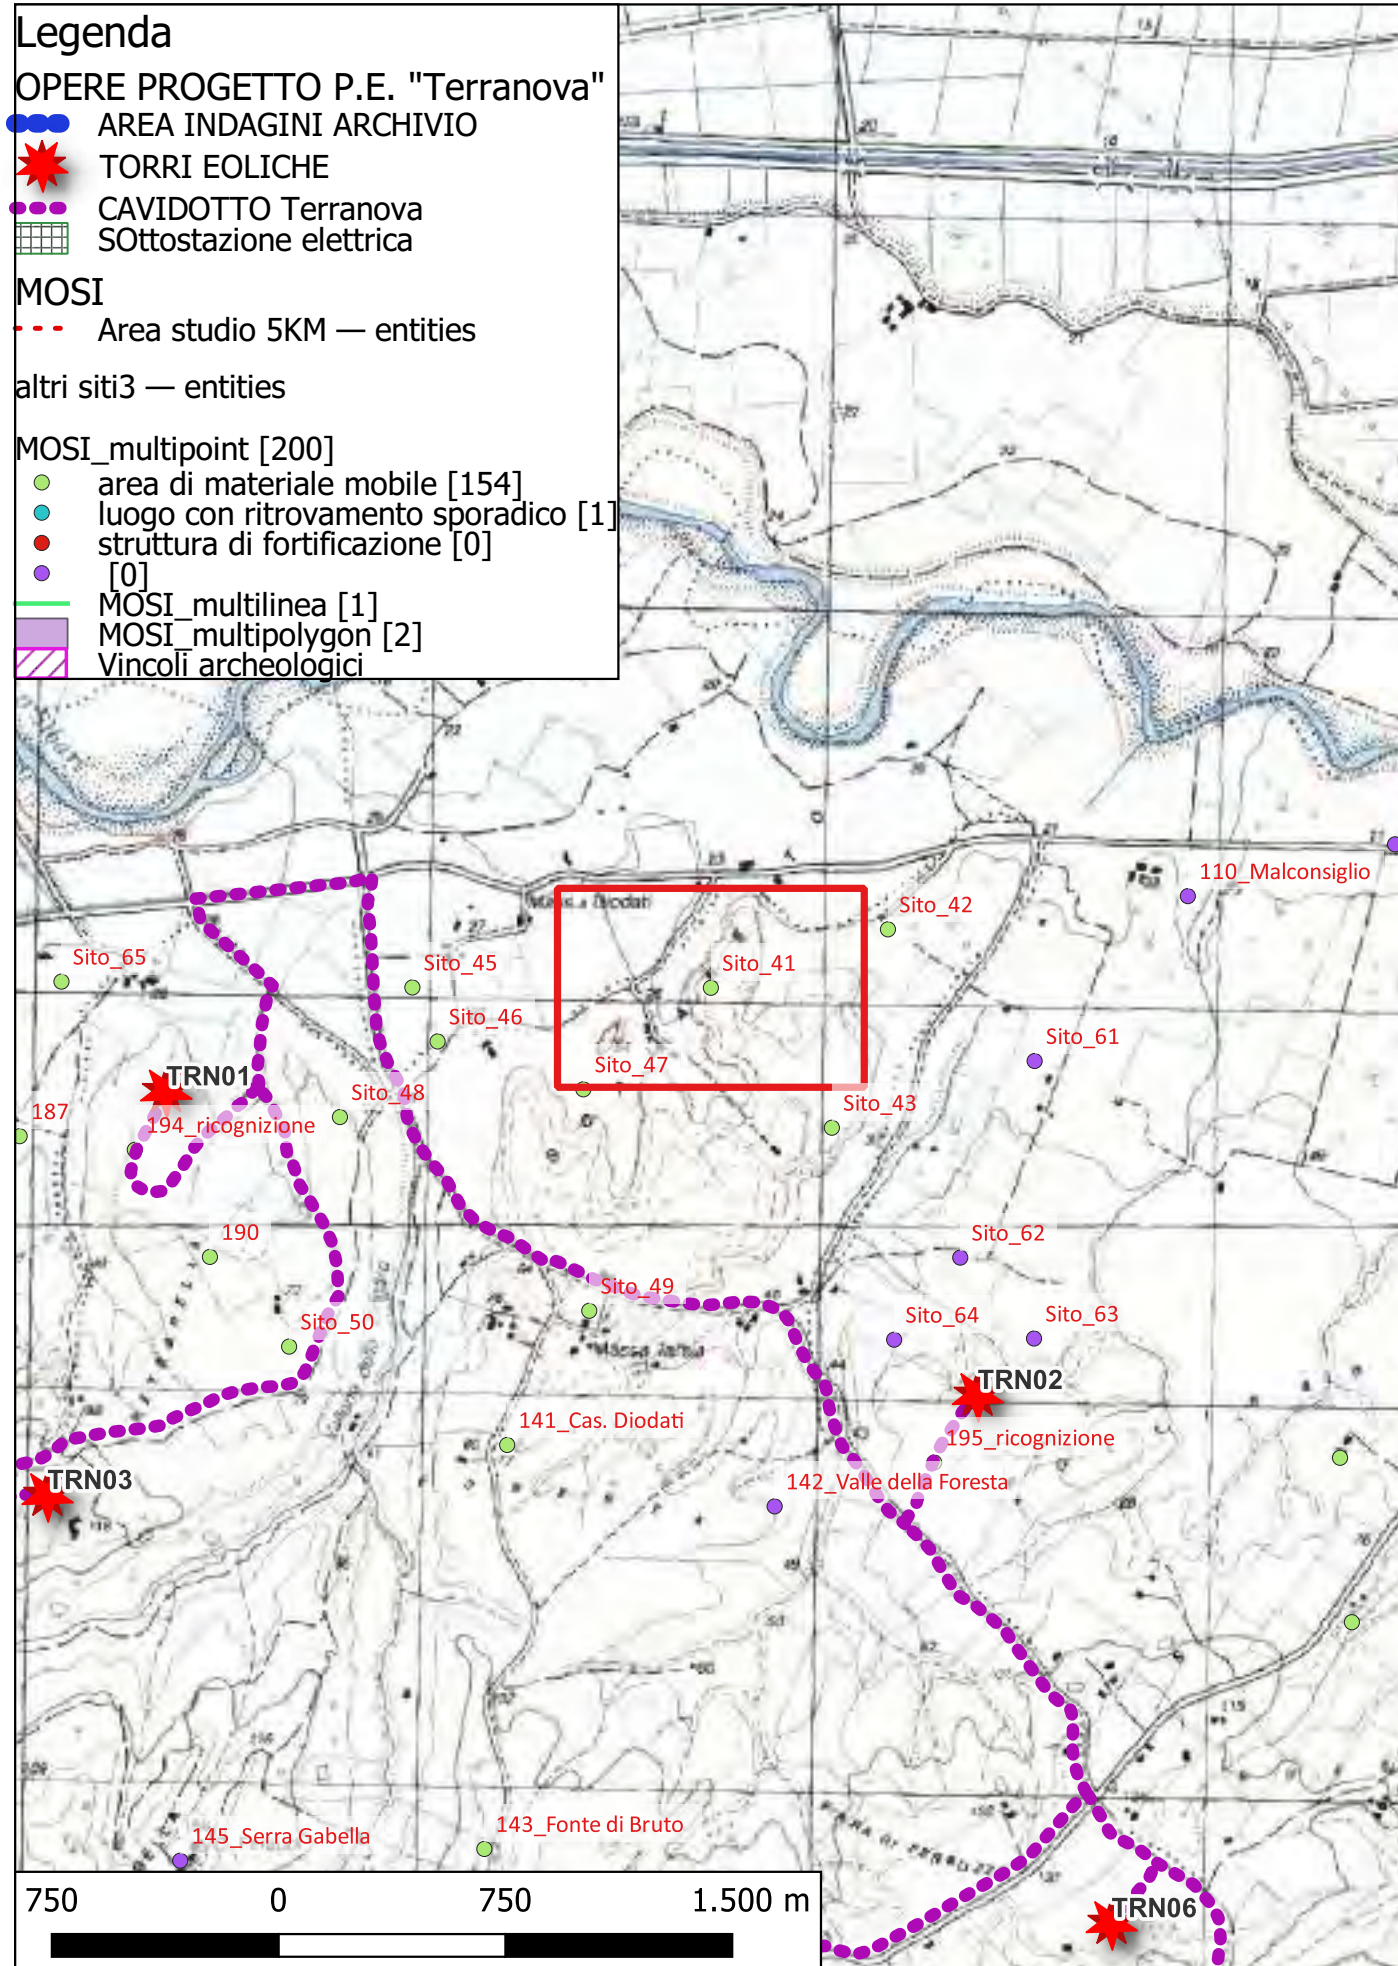 Legenda
OPERE PROGETTO P.E. "Terranova"
AREA INDAGINI ARCHIVIO
TORRI EOLICHE
CAVIDOTTO Terranova
SOttostazione elettrica
MOSI
Area studio 5KM — entities
altri siti3 — entities
MOSI_multipoint [200]
area di materiale mobile [154]
luogo con ritrovamento sporadico [1]
struttura di fortificazione [0]
[0]
MOSI_multilinea [1]
MOSI_multipolygon [2]
Vincoli archeologici
110_Malconsiglio
Mass.a Diodati
Sito_42
Sito_65
Sito_45
Sito_41
Sito_46
Sito_61
Sito_47
TRN01
Sito_48
Sito_43
187
194_ricognizione
190
Sito_62
Sito_49
Sito_50
Sito_64
Sito_63
TRN02
141_Cas. Diodati
195_ricognizione
TRN03
142_Valle della Foresta
145_Serra Gabella
143_Fonte di Bruto
TRN06
750 0 750 1.500 m